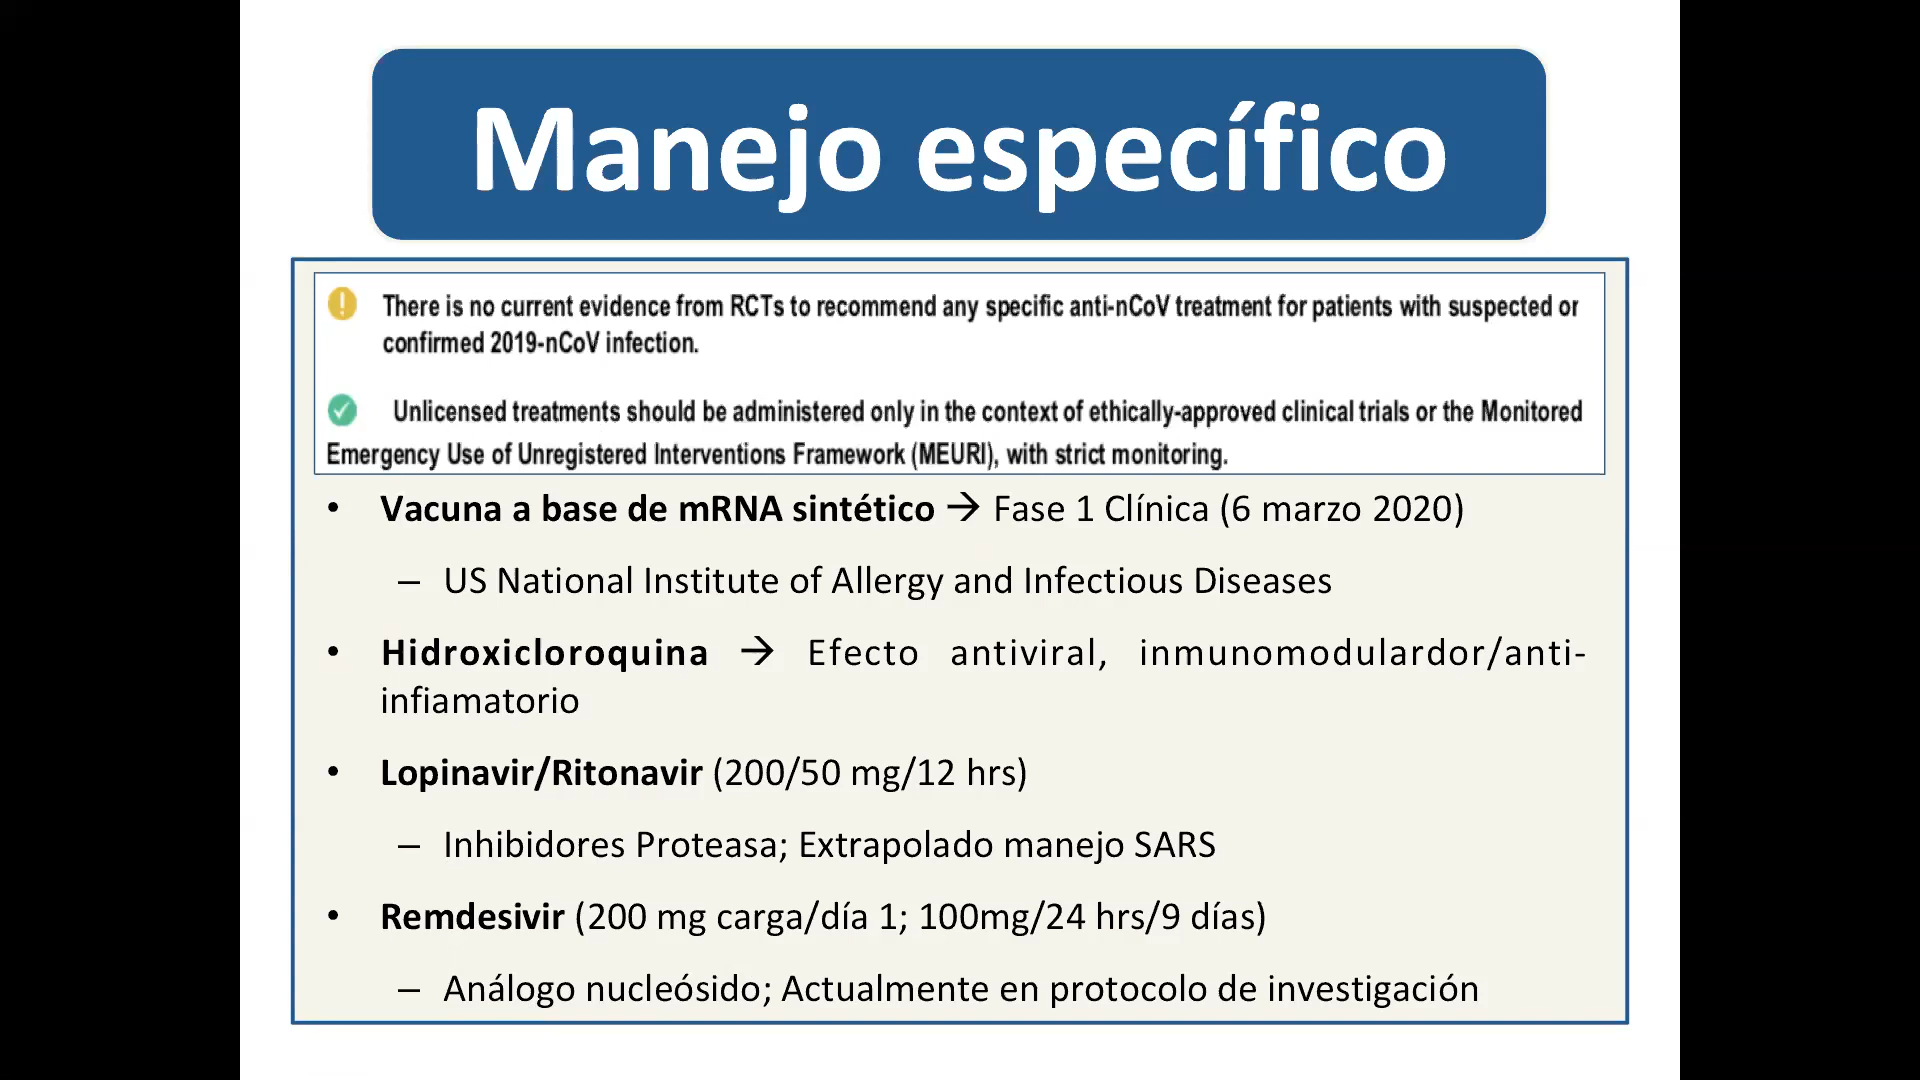 Manejo específico
There is no current evidence from RCTs to recommend any specific anti-nCoV treatment for patients with suspected or
confirmed 2019-nCoV infection.
Unlicensed treatments should be administered only in the context of ethically-approved clinical trials or the Monitored
Emergency Use of Unregistered Interventions Framework (MEURI), with strict monitoring.
• Vacuna a base de mRNA sintético → Fase 1 Clínica (6 marzo 2020)
– US National Institute of Allergy and Infectious Diseases
• Hidroxicloroquina → Efecto antiviral, inmunomodulardor/anti-
infiamatorio
• Lopinavir/Ritonavir (200/50 mg/12 hrs)
– Inhibidores Proteasa; Extrapolado manejo SARS
• Remdesivir (200 mg carga/día 1; 100mg/24 hrs/9 días)
– Análogo nucleósido; Actualmente en protocolo de investigación